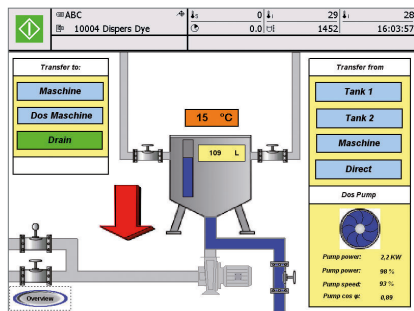 ABC
10004 Dispers Dye
↓s 0
0.0
↓i 29
1452
↓i 28
16:03:57
Transfer to:
Maschine
Dos Maschine
Drain
15 °C
109 L
Transfer from
Tank 1
Tank 2
Maschine
Direct
Dos Pump
Pump power: 2,2 KW
Pump power: 98 %
Pump speed: 93 %
Pump cos φ: 0,89
Overview